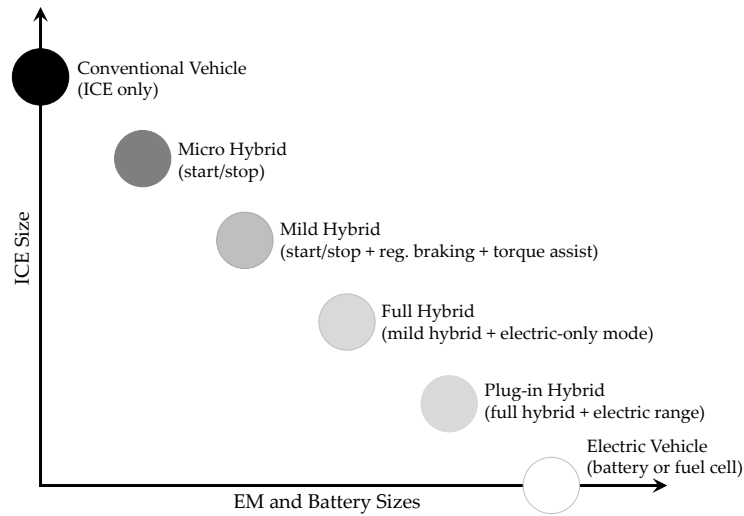 Conventional Vehicle
(ICE only)
Micro Hybrid
(start/stop)
Mild Hybrid
(start/stop + reg. braking + torque assist)
Full Hybrid
(mild hybrid + electric-only mode)
Plug-in Hybrid
(full hybrid + electric range)
Electric Vehicle
(battery or fuel cell)
ICE Size
EM and Battery Sizes